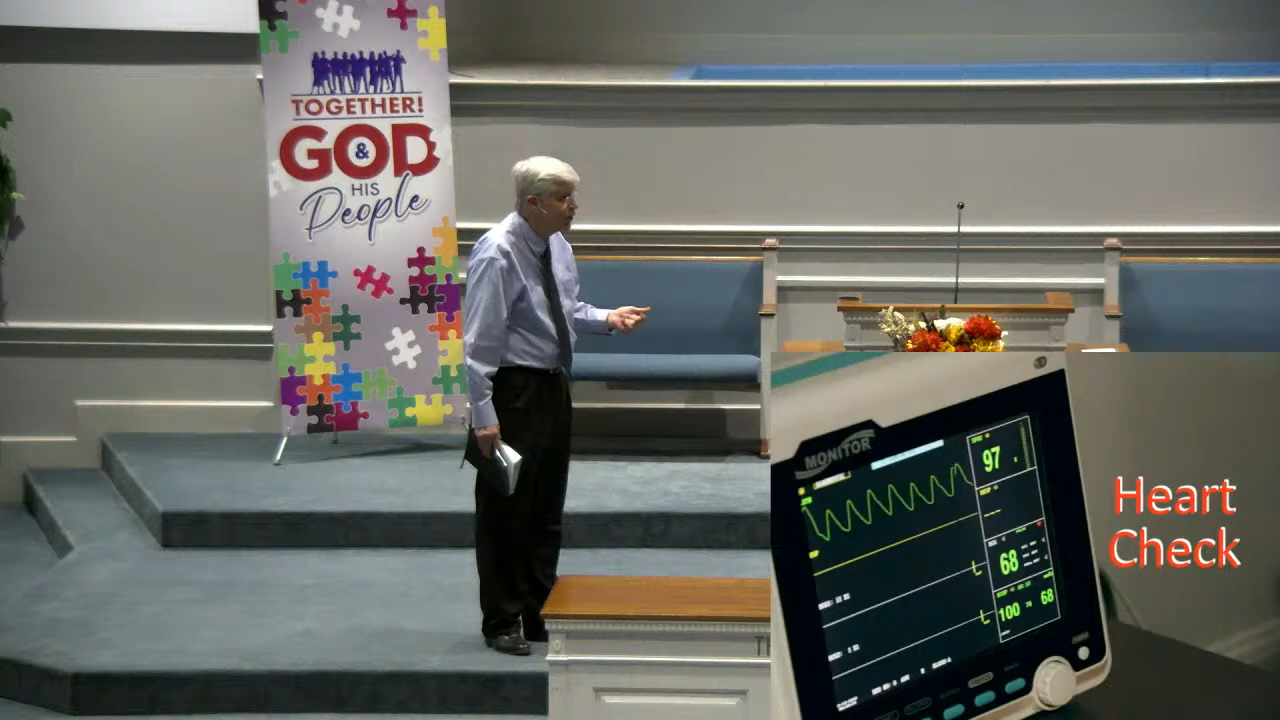 TOGETHER!
GOD
&
HIS
People
MONITOR
97
68
100 68
Heart
Check